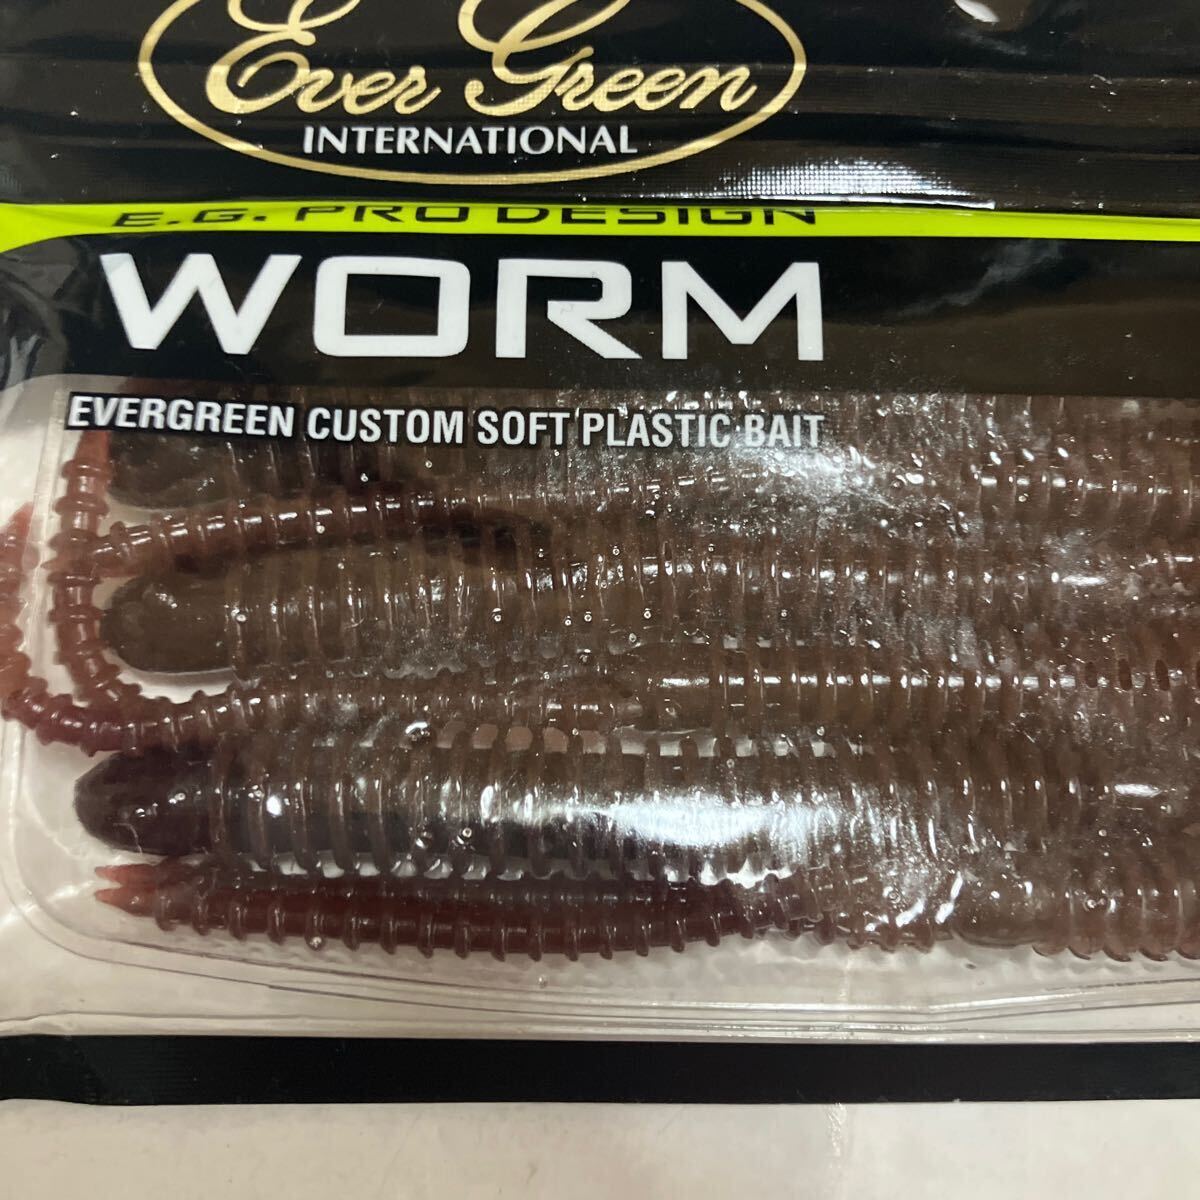 Ever Green
INTERNATIONAL
E.G. PRO DESIGN
WORM
EVERGREEN CUSTOM SOFT PLASTIC BAIT